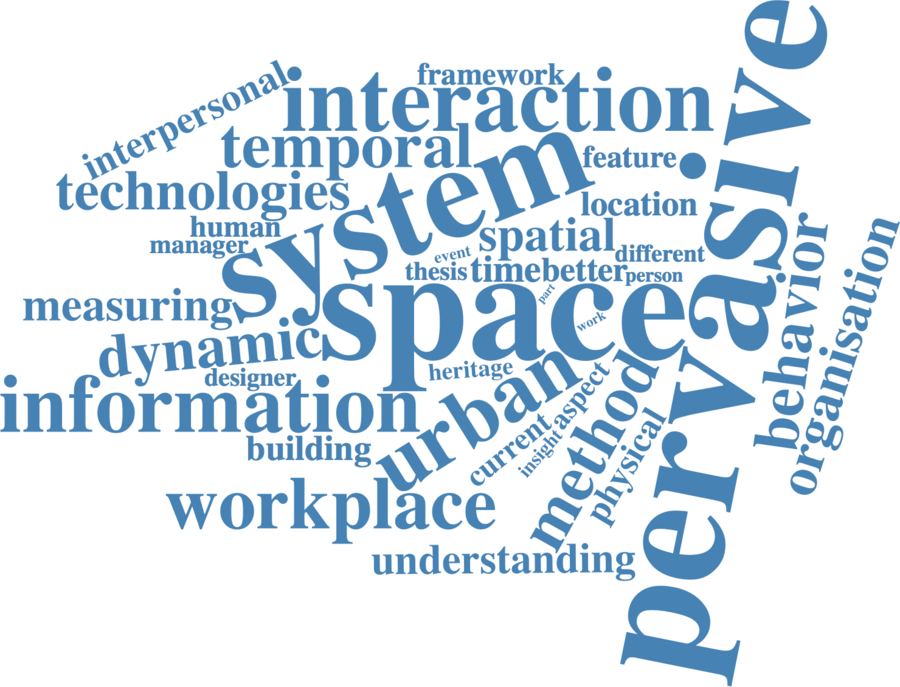 framework
interpersonal
interaction
temporal
system
feature
pervasive
technologies
location
human
manager
spatial
event
different
thesis
time
better
person
measuring
space
part
work
behavior
organisation
dynamic
designer
heritage
information
urban
aspect
method
current
insight
physical
building
workplace
understanding